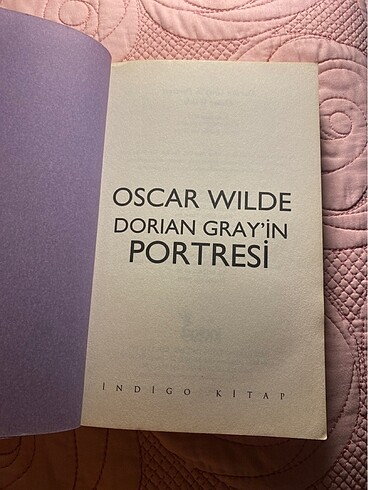 OSCAR WILDE
DORIAN GRAY'İN
PORTRESİ
İNDİGO KİTAP